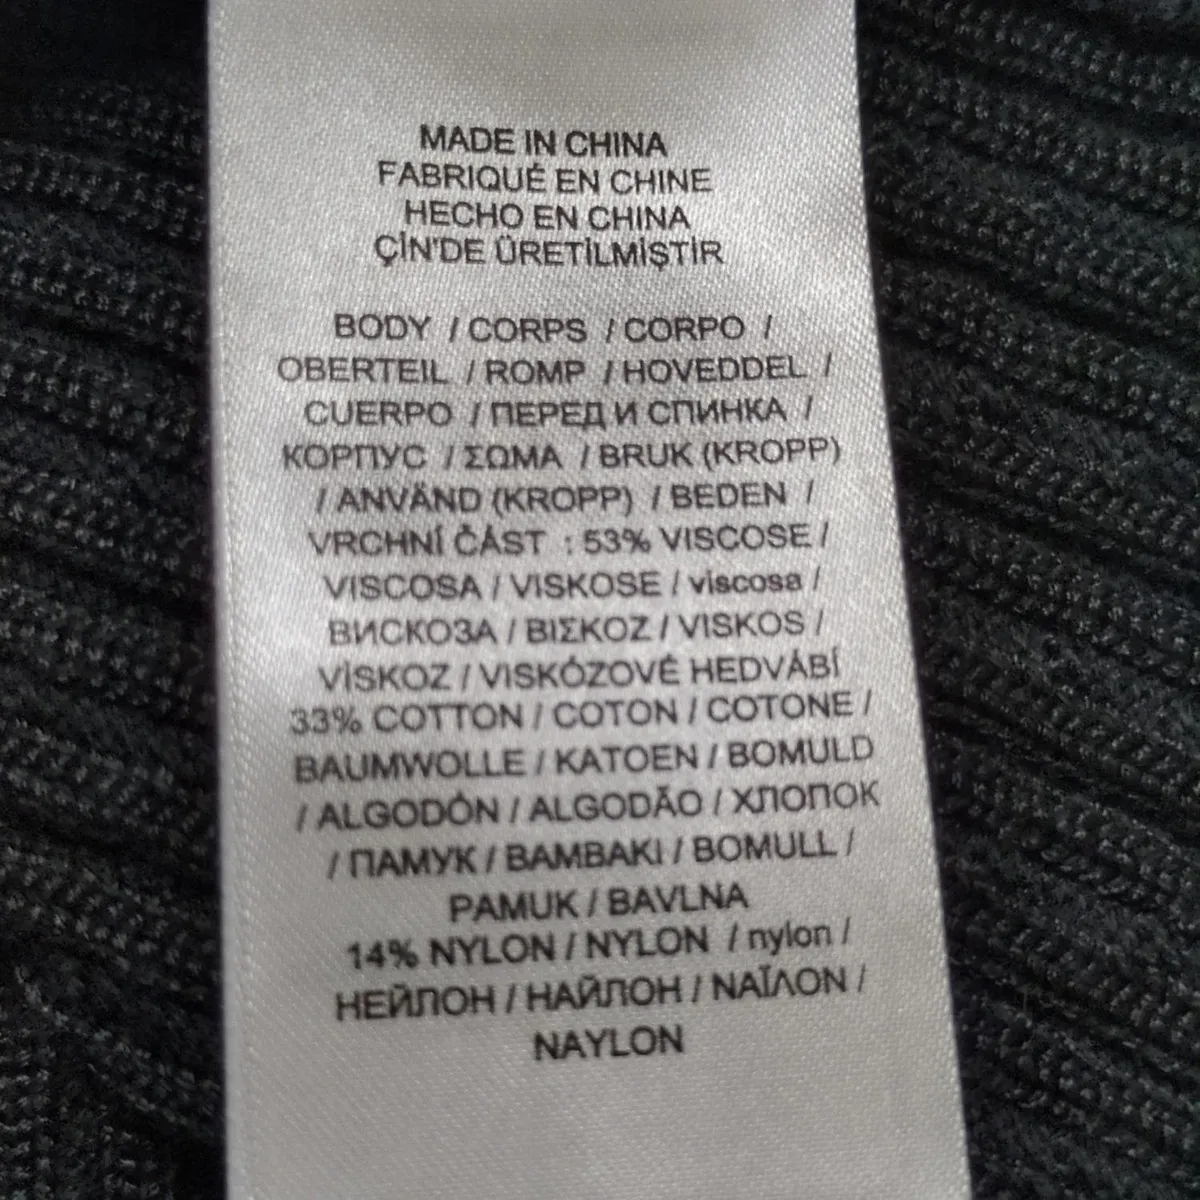 MADE IN CHINA
FABRIQUÉ EN CHINE
HECHO EN CHINA
ÇİN'DE ÜRETİLMİŞTİR
BODY / CORPS / CORPO /
OBERTEIL / ROMP / HOVEDDEL /
CUERPO / ПЕРЕД И СПИНКА /
КОРПУС / ΣΩΜΑ / BRUK (KROPP)
/ ANVÄND (KROPP) / BEDEN /
VRCHNÍ ČÁST : 53% VISCOSE /
VISCOSA / VISKOSE / viscosa /
ВИСКОЗА / ΒΙΣΚΟΖ / VISKOS /
VİSKOZ / VISKÓZOVÉ HEDVÁBÍ
33% COTTON / COTON / COTONE /
BAUMWOLLE / KATOEN / BOMULD
/ ALGODÓN / ALGODÃO / ХЛОПОК
/ ПАМУК / BAMBAKI / BOMULL /
PAMUK / BAVLNA
14% NYLON / NYLON / nylon /
НЕЙЛОН / НАЙЛОН / ΝΑΪΛΟΝ /
NAYLON